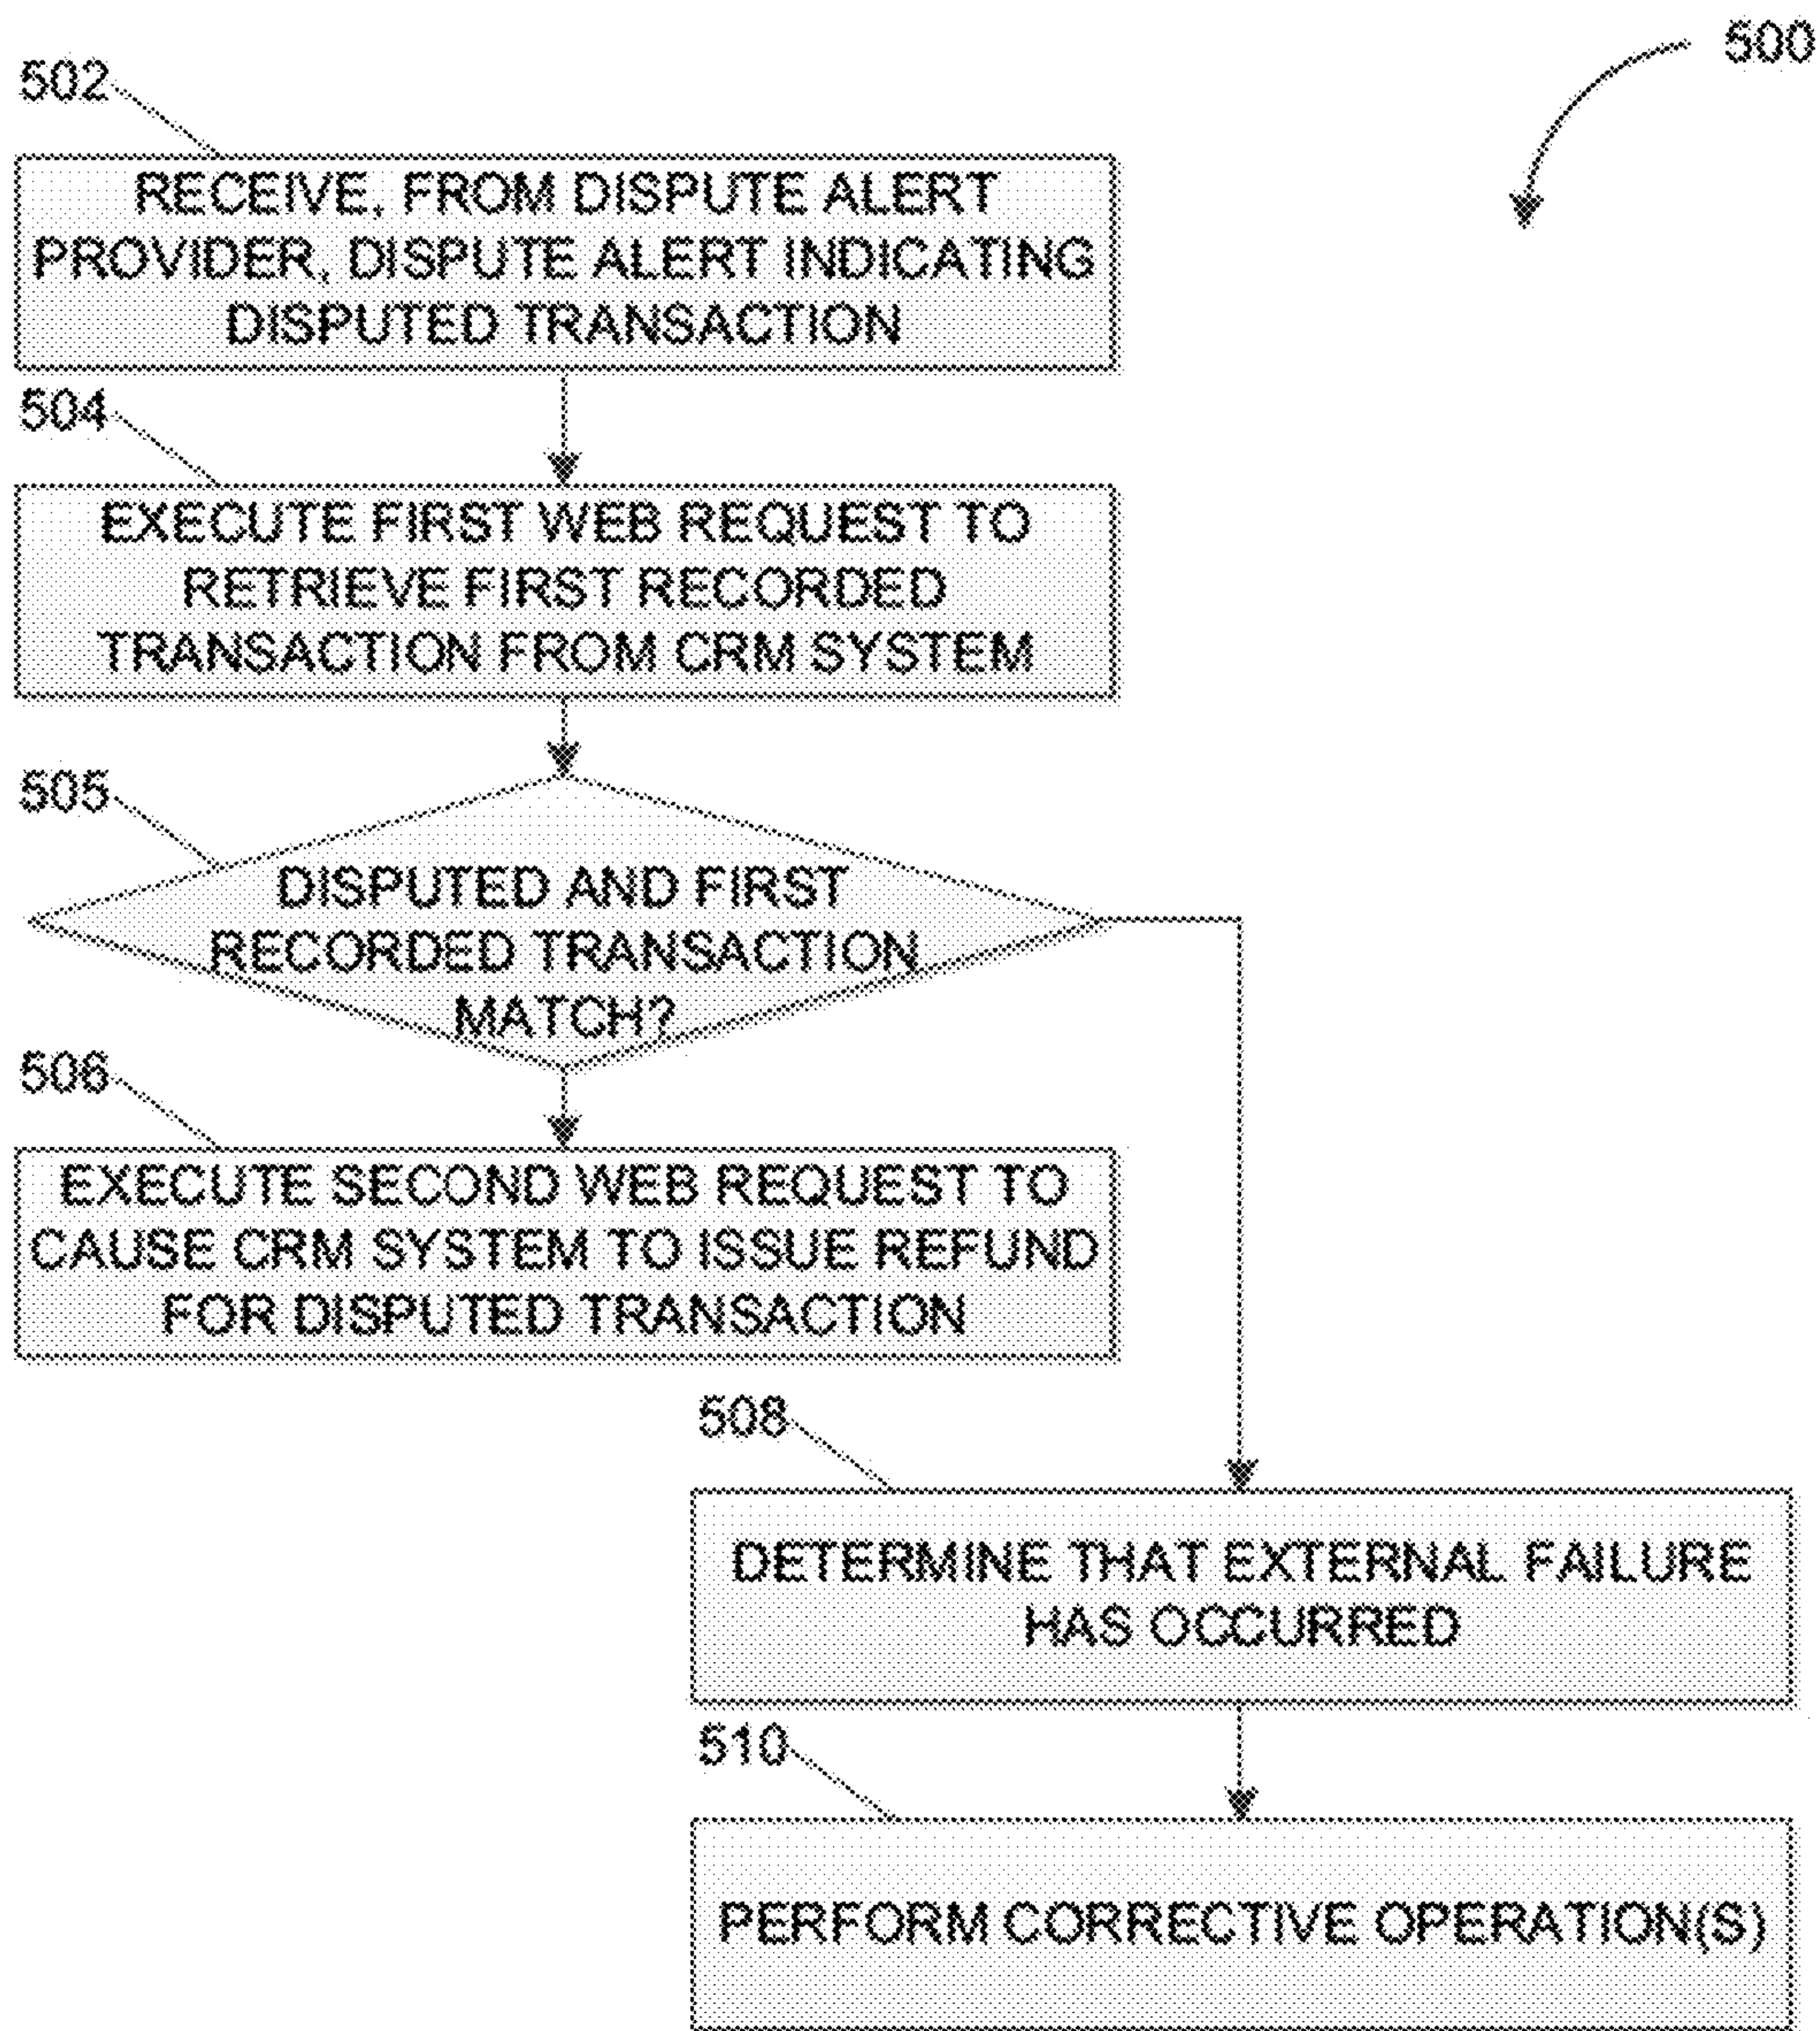 500
502
RECEIVE, FROM DISPUTE ALERT
PROVIDER, DISPUTE ALERT INDICATING
DISPUTED TRANSACTION
504
EXECUTE FIRST WEB REQUEST TO
RETRIEVE FIRST RECORDED
TRANSACTION FROM CRM SYSTEM
505
DISPUTED AND FIRST
RECORDED TRANSACTION
MATCH?
506
EXECUTE SECOND WEB REQUEST TO
CAUSE CRM SYSTEM TO ISSUE REFUND
FOR DISPUTED TRANSACTION
508
DETERMINE THAT EXTERNAL FAILURE
HAS OCCURRED
510
PERFORM CORRECTIVE OPERATION(S)